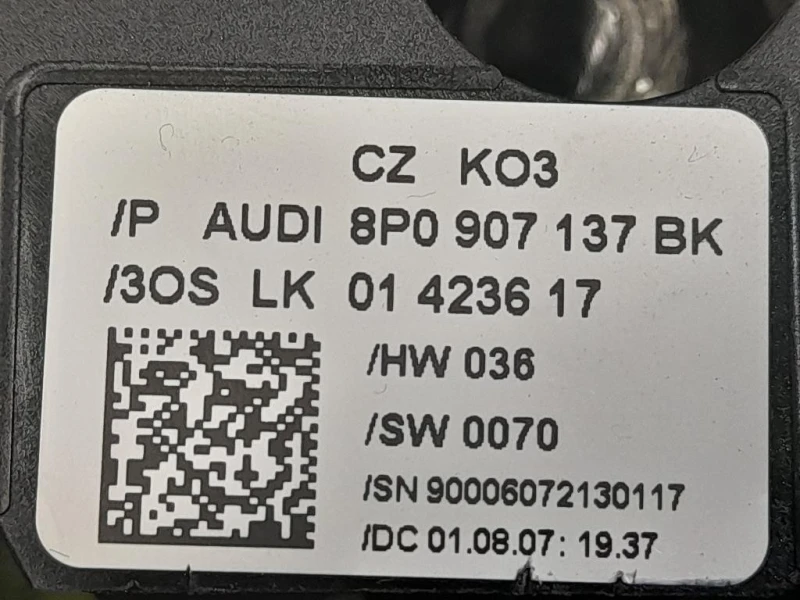 CZ KO3
/P AUDI 8P0 907 137 BK
/3OS LK 01 4236 17
/HW 036
/SW 0070
/SN 90006072130117
/DC 01.08.07: 19.37